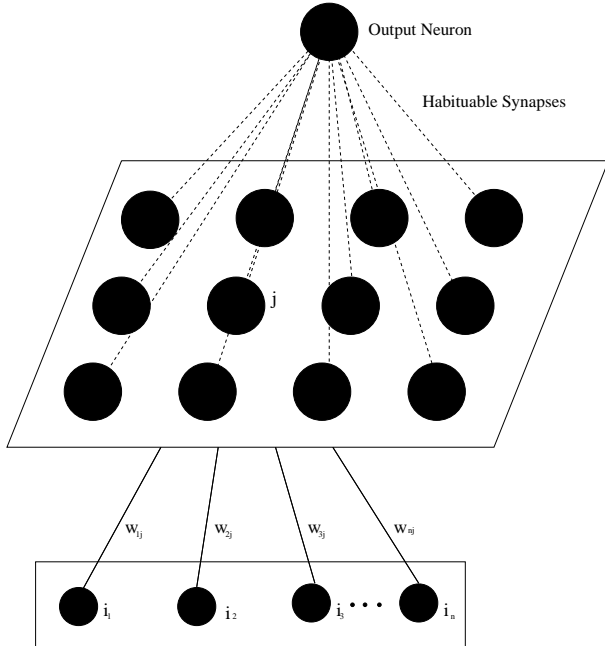 Output Neuron
Habituable Synapses
j
w1j w2j w3j wnj
i1 i2 i3 • • • in